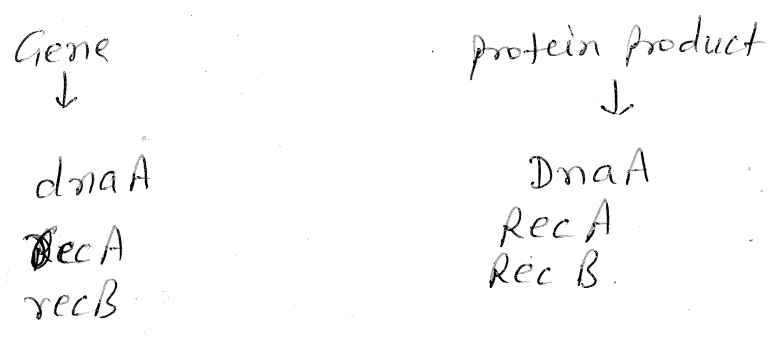 Gene protein product
↓ ↓
dnaA DnaA
recA RecA
recB RecB.